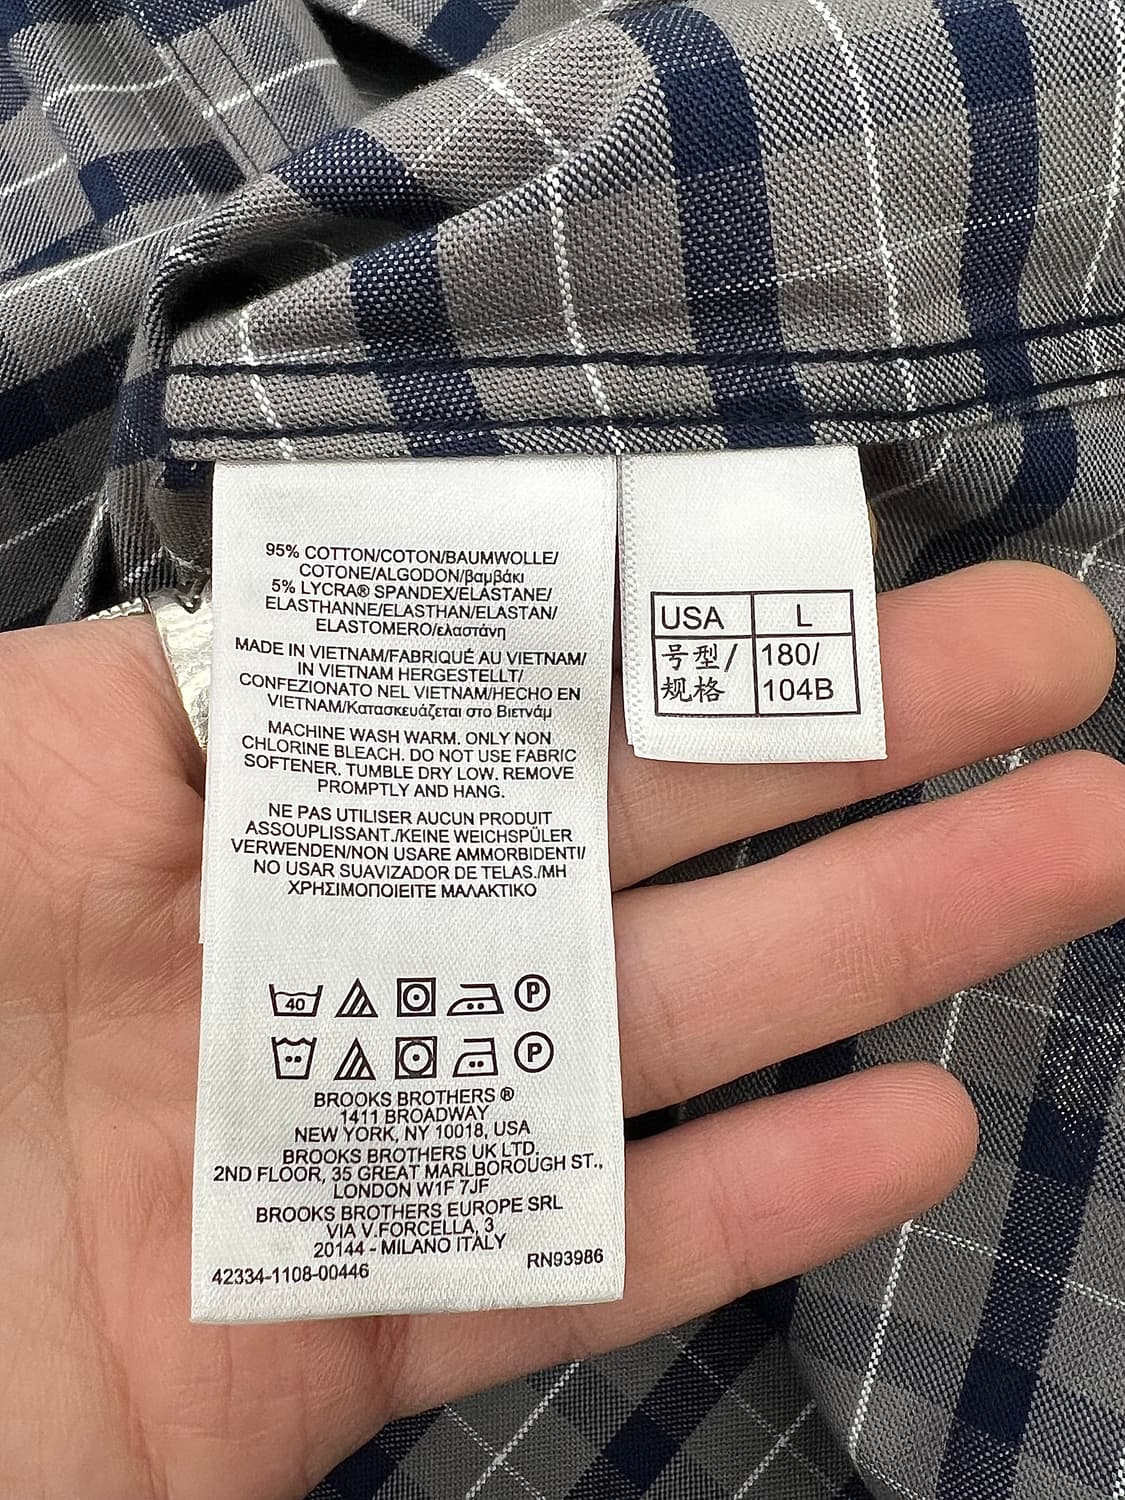 95% COTTON/COTON/BAUMWOLLE/
COTONE/ALGODON/βαμβάκι
5% LYCRA® SPANDEX/ELASTANE/
ELASTHANNE/ELASTHAN/ELASTAN/
ELASTOMERO/ελαστάνη
MADE IN VIETNAM/FABRIQUÉ AU VIETNAM/
IN VIETNAM HERGESTELLT/
CONFEZIONATO NEL VIETNAM/HECHO EN
VIETNAM/Κατασκευάζεται στο Βιετνάμ
MACHINE WASH WARM. ONLY NON
CHLORINE BLEACH. DO NOT USE FABRIC
SOFTENER. TUMBLE DRY LOW. REMOVE
PROMPTLY AND HANG.
NE PAS UTILISER AUCUN PRODUIT
ASSOUPLISSANT./KEINE WEICHSPÜLER
VERWENDEN/NON USARE AMMORBIDENTI/
NO USAR SUAVIZADOR DE TELAS./ΜΗ
ΧΡΗΣΙΜΟΠΟΙΕΙΤΕ ΜΑΛΑΚΤΙΚΟ
40 P
P
BROOKS BROTHERS ®
1411 BROADWAY
NEW YORK, NY 10018, USA
BROOKS BROTHERS UK LTD.
2ND FLOOR, 35 GREAT MARLBOROUGH ST.,
LONDON W1F 7JF
BROOKS BROTHERS EUROPE SRL
VIA V.FORCELLA, 3
20144 - MILANO ITALY
42334-1108-00446 RN93986
USA L
号型/ 180/
规格 104B